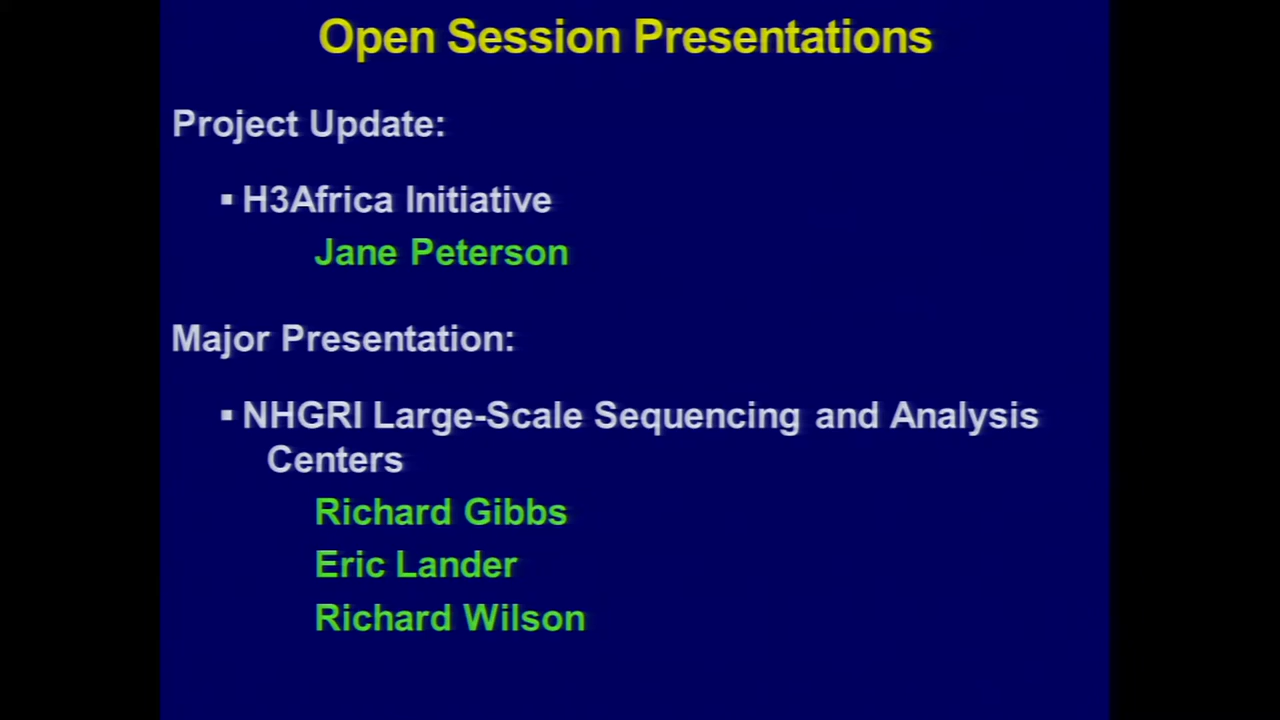 Open Session Presentations
Project Update:
▪ H3Africa Initiative
Jane Peterson
Major Presentation:
▪ NHGRI Large-Scale Sequencing and Analysis
Centers
Richard Gibbs
Eric Lander
Richard Wilson